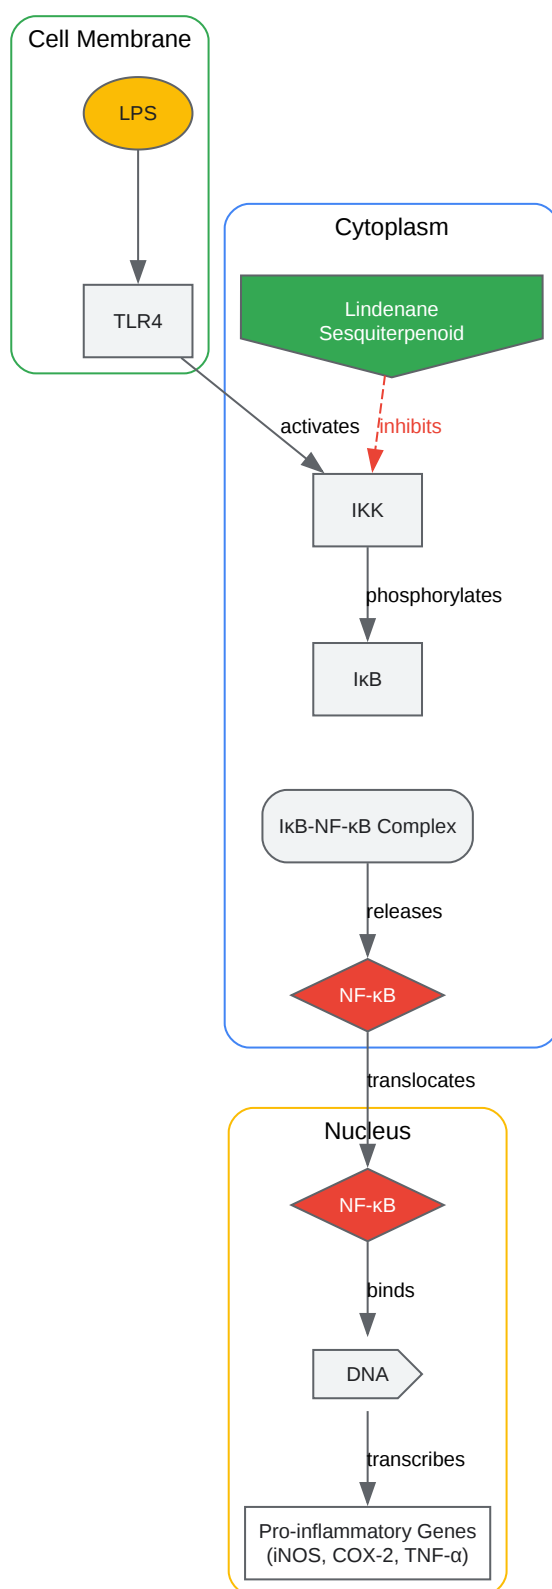 Cell Membrane
LPS
TLR4
Cytoplasm
Lindenane
Sesquiterpenoid
activates
inhibits
IKK
phosphorylates
IκB
IκB-NF-κB Complex
releases
NF-κB
translocates
Nucleus
NF-κB
binds
DNA
transcribes
Pro-inflammatory Genes
(iNOS, COX-2, TNF-α)